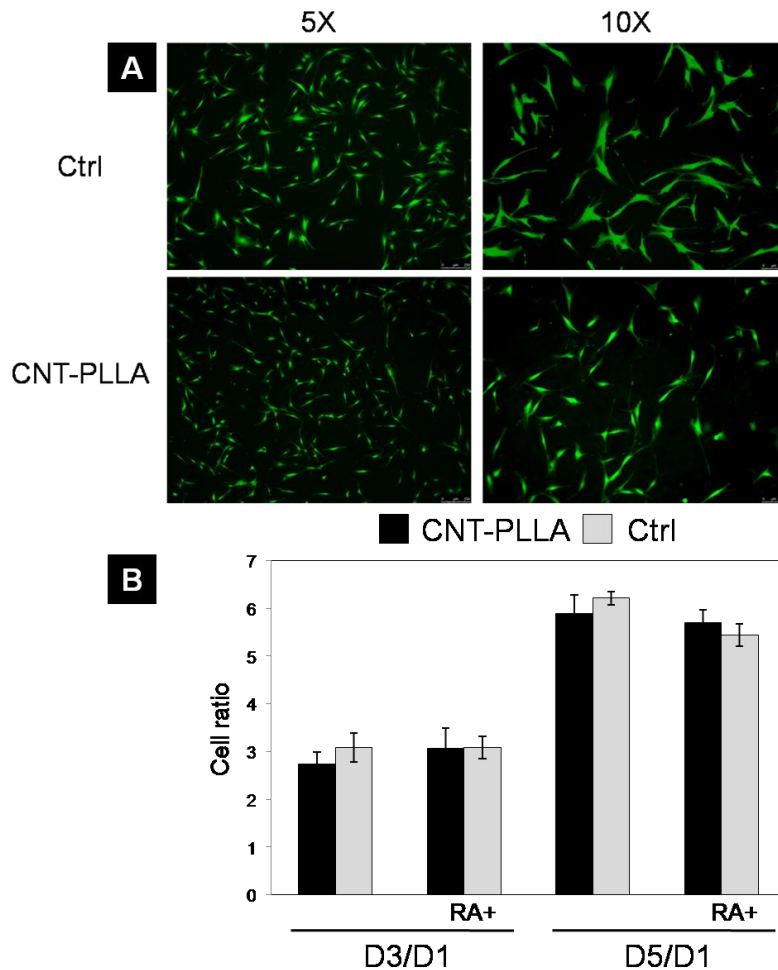 5X 10X
A
Ctrl
CNT-PLLA
CNT-PLLA Ctrl
B
7
6
5
4
3
2
1
0
Cell ratio
RA+ RA+
D3/D1 D5/D1